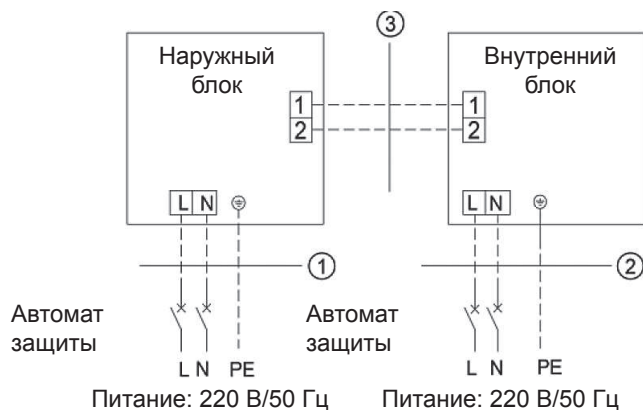 ③
Наружный
блок
Внутренний
блок
1
2
1
2
L N
L N
①
②
Автомат
защиты
Автомат
защиты
L N PE
L N PE
Питание: 220 В/50 Гц
Питание: 220 В/50 Гц